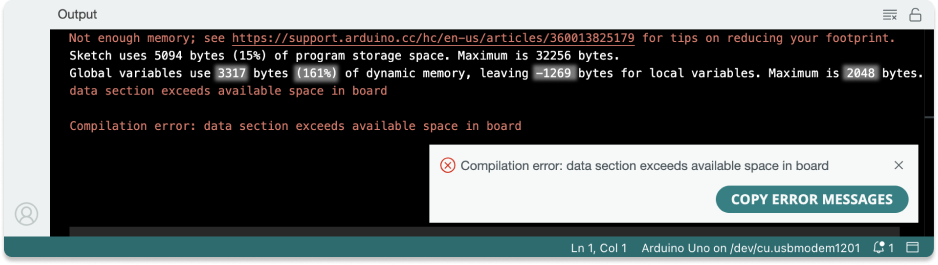 Output
Not enough memory; see https://support.arduino.cc/hc/en-us/articles/360013825179 for tips on reducing your footprint.
Sketch uses 5094 bytes (15%) of program storage space. Maximum is 32256 bytes.
Global variables use 3317 bytes (161%) of dynamic memory, leaving -1269 bytes for local variables. Maximum is 2048 bytes.
data section exceeds available space in board
Compilation error: data section exceeds available space in board
Compilation error: data section exceeds available space in board
COPY ERROR MESSAGES
Ln 1, Col 1 Arduino Uno on /dev/cu.usbmodem1201 1